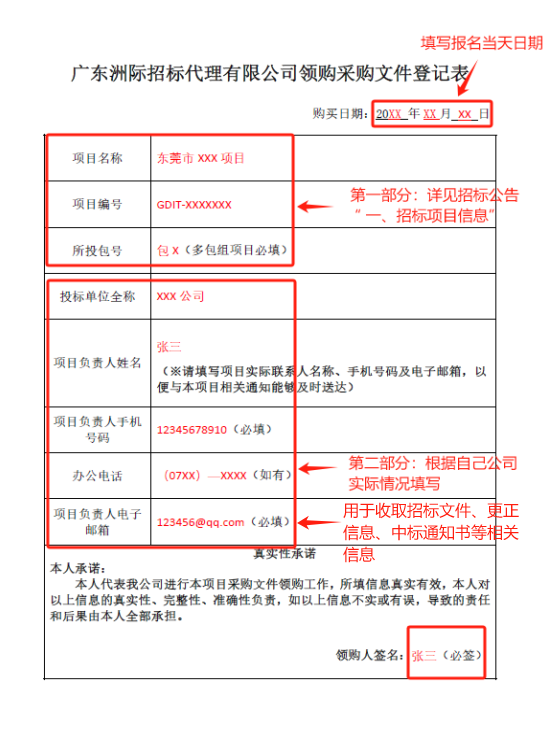 填写报名当天日期
广东洲际招标代理有限公司领购采购文件登记表
购买日期：20XX 年 XX 月 XX 日
项目名称 东莞市 XXX 项目
项目编号 GDIT-XXXXXXX
第一部分：详见招标公告
“ 一、招标项目信息”
所投包号 包 X（多包组项目必填）
投标单位全称 XXX 公司
项目负责人姓名 张三
（※请填写项目实际联系人名称、手机号码及电子邮箱，以
便与本项目相关通知能够及时送达）
项目负责人手机
号码
12345678910（必填）
办公电话 （07XX）—XXXX（如有）
第二部分：根据自己公司
实际情况填写
项目负责人电子
邮箱
123456@qq.com（必填）
用于收取招标文件、更正
信息、中标通知书等相关
信息
真实性承诺
本人承诺：
本人代表我公司进行本项目采购文件领购工作，所填信息真实有效，本人对
以上信息的真实性、完整性、准确性负责，如以上信息不实或有误，导致的责任
和后果由本人全部承担。
领购人签名：张三（必签）